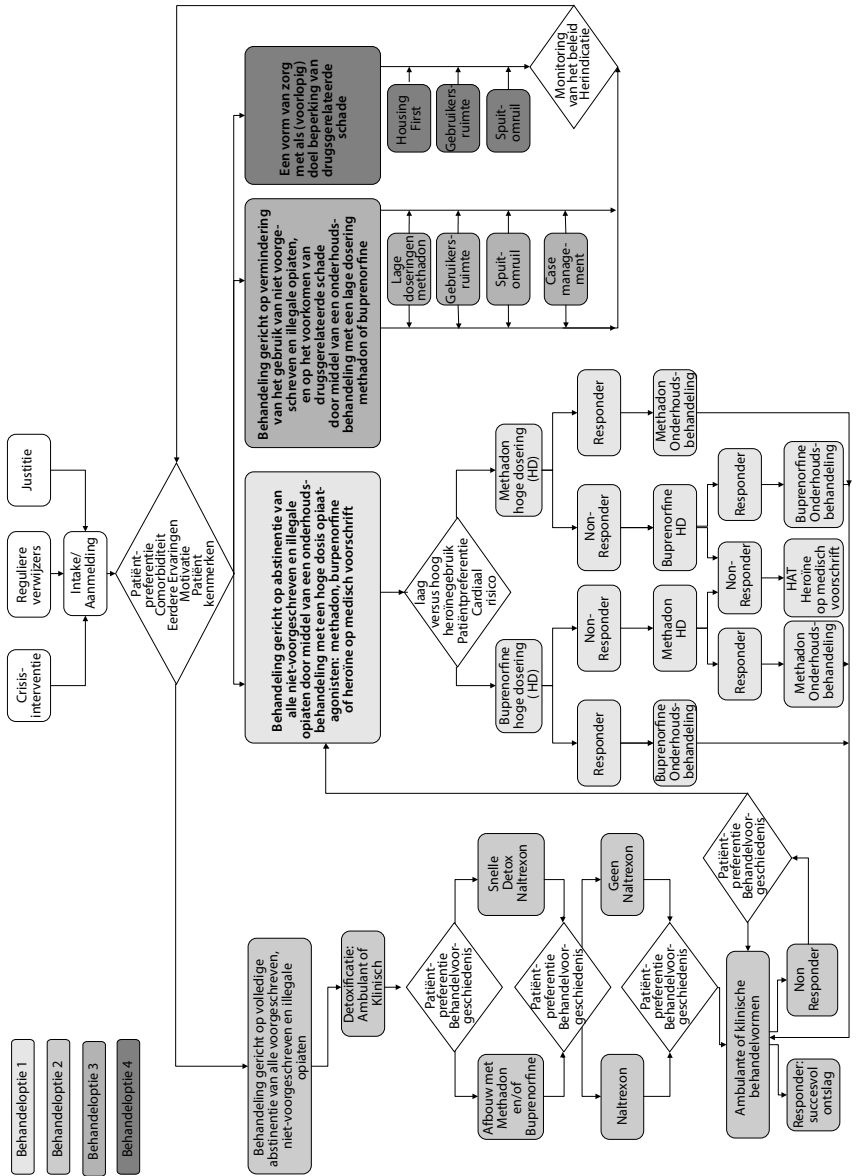 Behandeloptie 1
Behandeloptie 2
Behandeloptie 3
Behandeloptie 4
Crisis-
interventie
Reguliere
verwijzers
Justitie
Intake/
Aanmelding
Patiënt-
preferentie
Comorbiditeit
Eerdere Ervaringen
Motivatie
Patiënt
kenmerken
Behandeling gericht op volledige
abstinentie van alle voorgeschreven,
niet-voorgeschreven en illegale
opiaten
Detoxificatie:
Ambulant of
Klinisch
Patiënt-
preferentie
Behandelvoor-
geschiedenis
Afbouw met
Methadon
en/of
Buprenorfine
Snelle
Detox
Naltrexon
Patiënt-
preferentie
Behandelvoor-
geschiedenis
Naltrexon
Geen
Naltrexon
Patiënt-
preferentie
Behandelvoor-
geschiedenis
Ambulante of klinische
behandelvormen
Patiënt-
preferentie
Behandelvoor-
geschiedenis
Responder:
succesvol
ontslag
Non
Responder
Behandeling gericht op abstinentie van
alle niet-voorgeschreven en illegale
opiaten door middel van een onderhouds-
behandeling met een hoge dosis opiaat-
agonisten: methadon, burpenorfine
of heroïne op medisch voorschrift
laag
versus hoog
heroïnegebruik
Patiëntpreferentie
Cardiaal
risico
Buprenorfine
hoge dosering
( HD)
Methadon
hoge dosering
(HD)
Responder
Non-
Responder
Non-
Responder
Responder
Buprenorfine
Onderhouds-
behandeling
Methadon
HD
Buprenorfine
HD
Methadon
Onderhouds-
behandeling
Responder
Non-
Responder
Responder
Methadon
Onderhouds-
behandeling
HAT
Heroïne
op medisch
voorschrift
Buprenorfine
Onderhouds-
behandeling
Behandeling gericht op vermindering
van het gebruik van niet voorge-
schreven en illegale opiaten,
en op het voorkomen van
drugsgerelateerde schade
door middel van een onderhouds-
behandeling met een lage dosering
methadon of buprenorfine
Lage
doseringen
methadon
Gebruikers-
ruimte
Spuit-
omruil
Case
manage-
ment
Een vorm van zorg
met als (voorlopig)
doel beperking van
drugsgerelateerde
schade
Housing
First
Gebruikers-
ruimte
Spuit-
omruil
Monitoring
van het beleid
Herindicatie